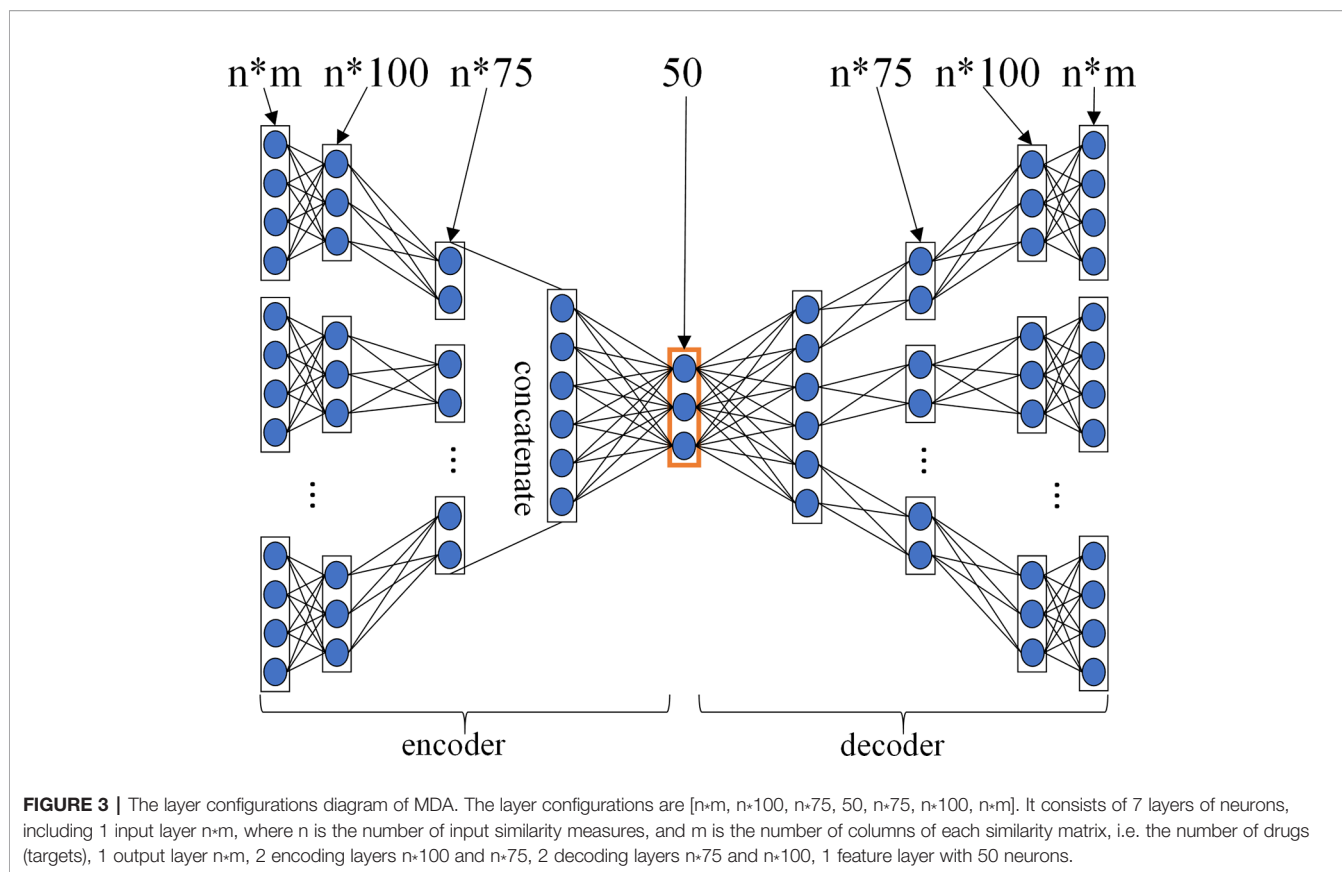 n*m n*100 n*75 50 n*75 n*100 n*m
concatenate
...
...
...
...
encoder decoder
FIGURE 3 | The layer configurations diagram of MDA. The layer configurations are [n*m, n*100, n*75, 50, n*75, n*100, n*m]. It consists of 7 layers of neurons,
including 1 input layer n*m, where n is the number of input similarity measures, and m is the number of columns of each similarity matrix, i.e. the number of drugs
(targets), 1 output layer n*m, 2 encoding layers n*100 and n*75, 2 decoding layers n*75 and n*100, 1 feature layer with 50 neurons.